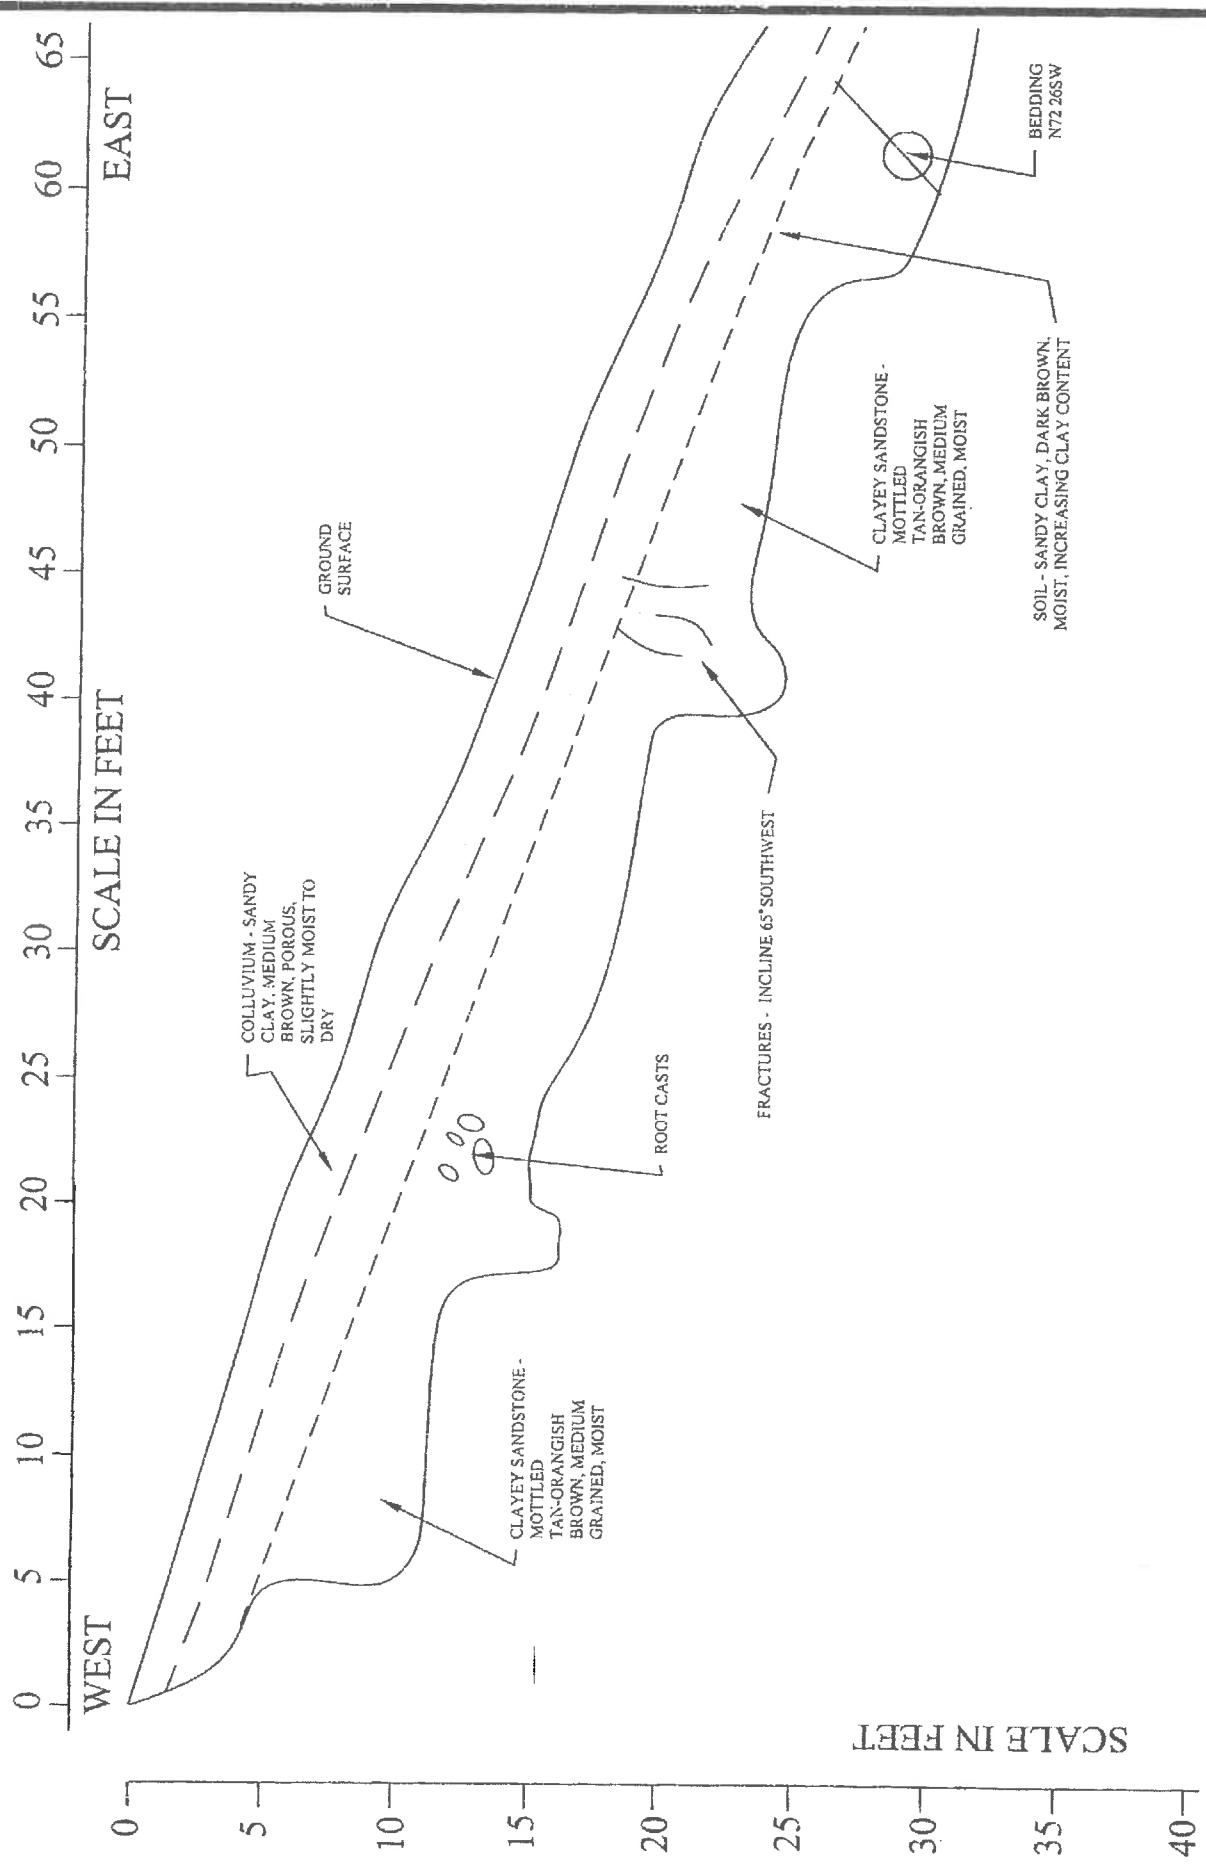 0 5 10 15 20 25 30 35 40 45 50 55 60 65
WEST
SCALE IN FEET
EAST
GROUND
SURFACE
COLLUVIUM - SANDY
CLAY, MEDIUM
BROWN, POROUS,
SLIGHTLY MOIST TO
DRY
BEDDING
N72 26SW
CLAYEY SANDSTONE -
MOTTLED
TAN-ORANGISH
BROWN, MEDIUM
GRAINED, MOIST
SOIL - SANDY CLAY, DARK BROWN,
MOIST, INCREASING CLAY CONTENT
FRACTURES - INCLINE 65° SOUTHWEST
ROOT CASTS
CLAYEY SANDSTONE -
MOTTLED
TAN-ORANGISH
BROWN, MEDIUM
GRAINED, MOIST
SCALE IN FEET
0
5
10
15
20
25
30
35
40